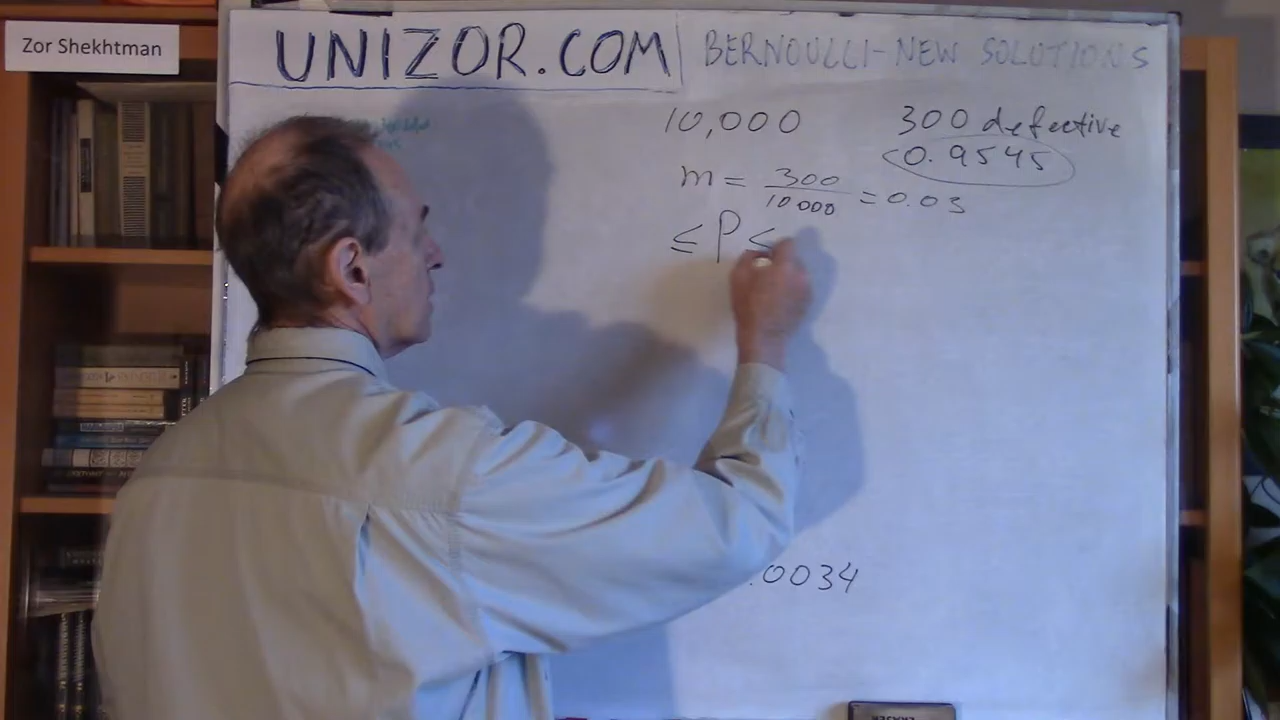 Zor Shekhtman
UNIZOR.COM
BERNOULLI-NEW SOLUTIONS
10,000 300 defective
0.9545
m = 300/10000 = 0.03
≤ P ≤
.0034